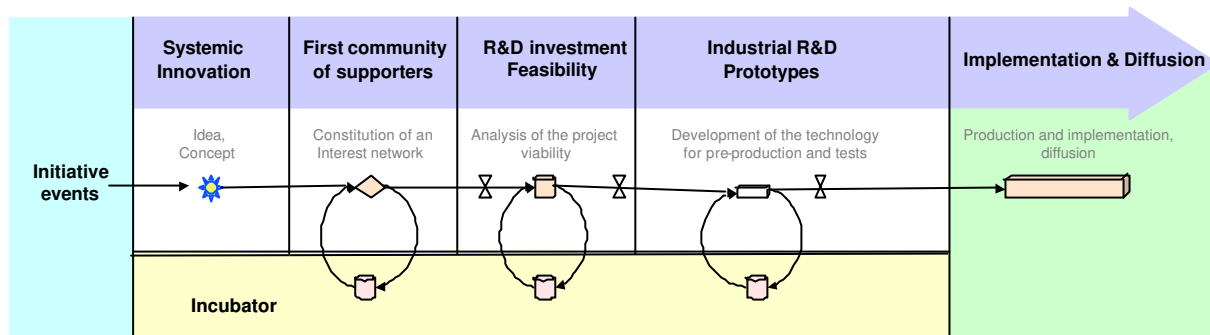 Systemic
Innovation
First community
of supporters
R&D investment
Feasibility
Industrial R&D
Prototypes
Implementation & Diffusion
Idea,
Concept
Constitution of an
Interest network
Analysis of the project
viability
Development of the technology
for pre-production and tests
Production and implementation,
diffusion
Initiative
events
Incubator